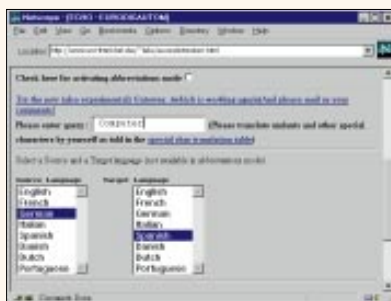 Netscape - [ECHO - EURODICAUTOM]
File Edit View Go Bookmarks Options Directory Window Help
Location:
Check here for activating abbreviations mode
Please enter query: Computer (Please translate umlauts and other special
characters by yourself as told in the special char translation table)
Select a Source and a Target language (not available in abbreviations mode)
Source Language Target Language
English English
French French
German German
Italian Italian
Spanish Spanish
Danish Danish
Dutch Dutch
Portuguese Portuguese
Document Done